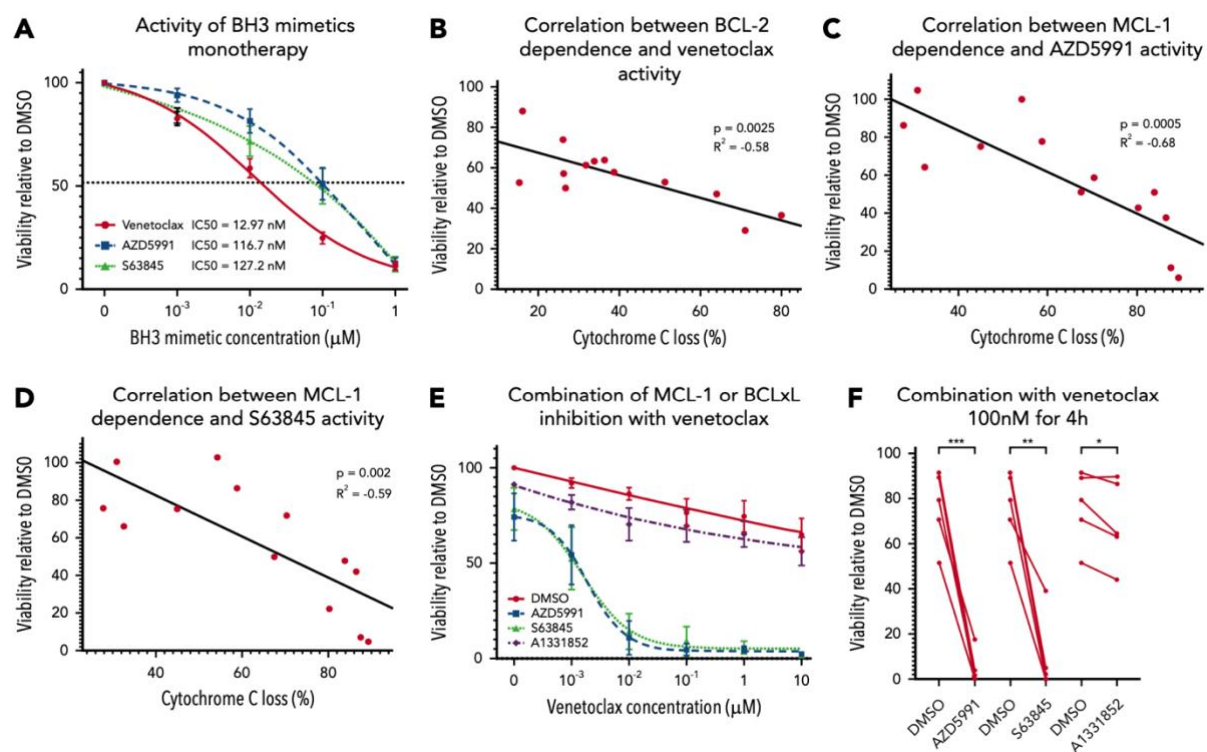 A
Activity of BH3 mimetics
monotherapy
Viability relative to DMSO
100
50
0
Venetoclax IC50 = 12.97 nM
AZD5991 IC50 = 116.7 nM
S63845 IC50 = 127.2 nM
0 10-3 10-2 10-1 1
BH3 mimetic concentration (µM)
B
Correlation between BCL-2
dependence and venetoclax
activity
Viability relative to DMSO
100
80
60
40
20
0
p = 0.0025
R2 = -0.58
20 40 60 80
Cytochrome C loss (%)
C
Correlation between MCL-1
dependence and AZD5991 activity
Viability relative to DMSO
100
80
60
40
20
0
p = 0.0005
R2 = -0.68
40 60 80
Cytochrome C loss (%)
D
Correlation between MCL-1
dependence and S63845 activity
Viability relative to DMSO
100
80
60
40
20
0
p = 0.002
R2 = -0.59
40 60 80
Cytochrome C loss (%)
E
Combination of MCL-1 or BCLxL
inhibition with venetoclax
Viability relative to DMSO
100
80
60
40
20
0
DMSO
AZD5991
S63845
A1331852
0 10-3 10-2 10-1 1 10
Venetoclax concentration (µM)
F
Combination with venetoclax
100nM for 4h
Viability relative to DMSO
100
80
60
40
20
0
*** ** *
DMSO
AZD5991
DMSO
S63845
DMSO
A1331852